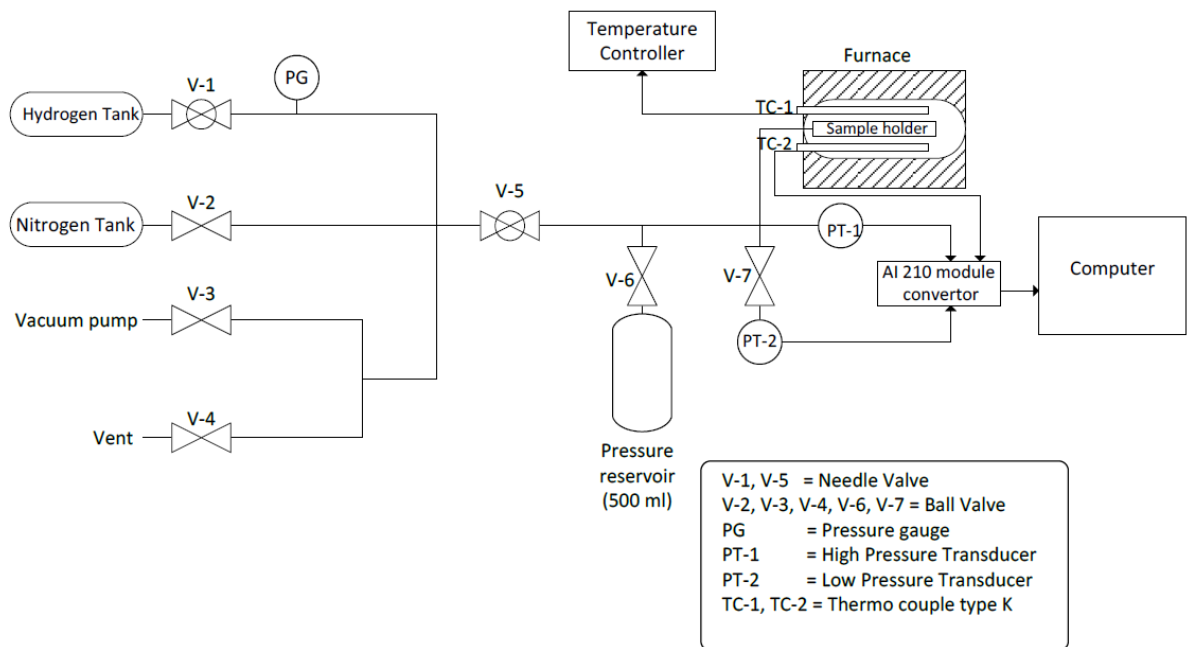 Temperature
Controller
Furnace
V-1
PG
Hydrogen Tank
TC-1
Sample holder
TC-2
V-2
V-5
Nitrogen Tank
PT-1
V-6
V-7
AI 210 module
convertor
Computer
V-3
Vacuum pump
PT-2
V-4
Vent
Pressure
reservoir
(500 ml)
V-1, V-5 = Needle Valve
V-2, V-3, V-4, V-6, V-7 = Ball Valve
PG = Pressure gauge
PT-1 = High Pressure Transducer
PT-2 = Low Pressure Transducer
TC-1, TC-2 = Thermo couple type K